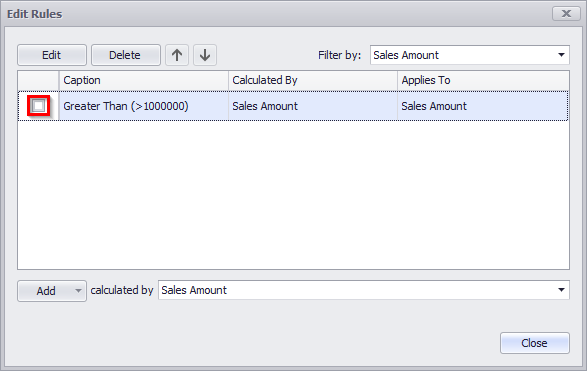 Edit Rules
Edit Delete Filter by: Sales Amount
Caption Calculated By Applies To
Greater Than (>1000000) Sales Amount Sales Amount
Add calculated by Sales Amount
Close